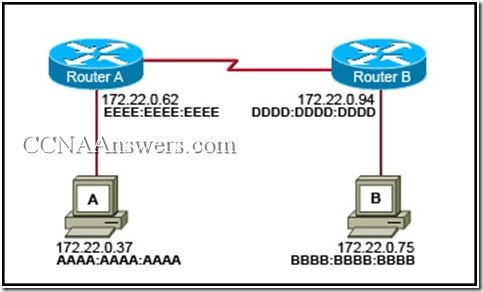 Router A
Router B
172.22.0.62
EEEE:EEEE:EEEE
172.22.0.94
DDDD:DDDD:DDDD
CCNAAnswers.com
A
B
172.22.0.37
AAAA:AAAA:AAAA
172.22.0.75
BBBB:BBBB:BBBB